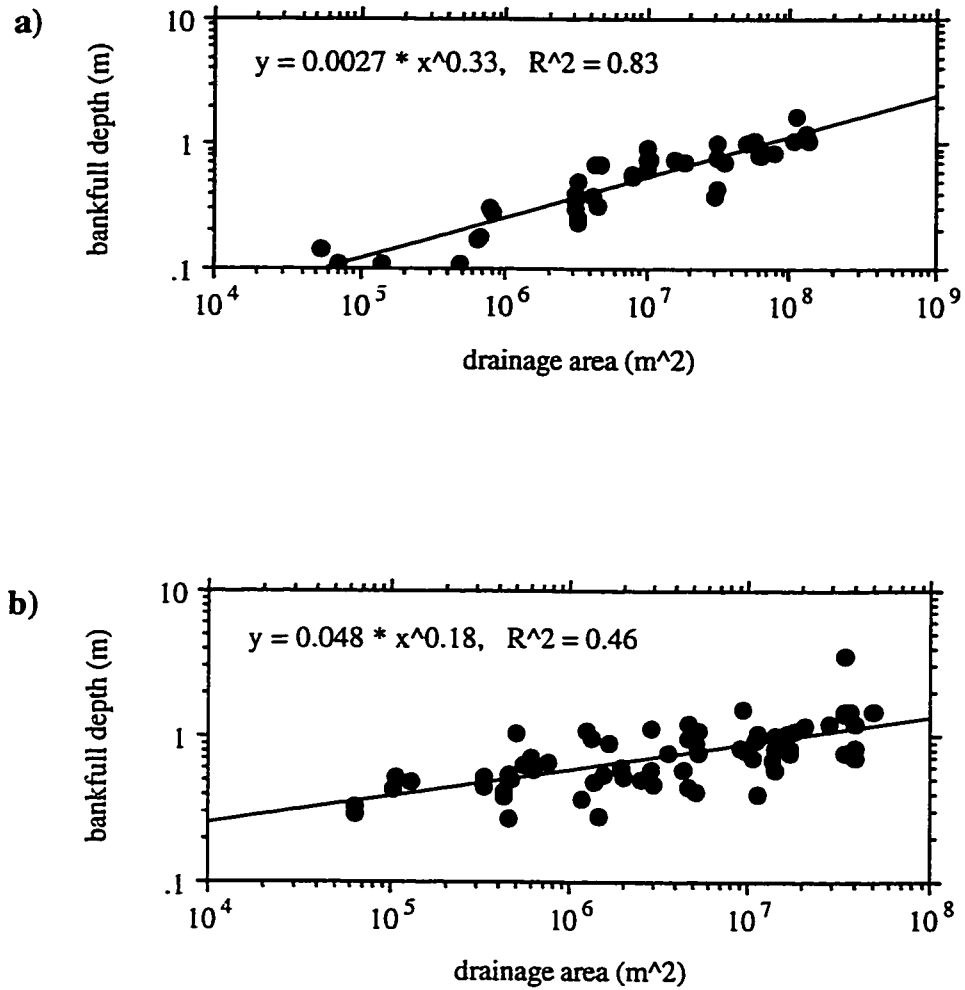 a)
10
y = 0.0027 * x^0.33, R^2 = 0.83
bankfull depth (m)
1
.1
10^4 10^5 10^6 10^7 10^8 10^9
drainage area (m^2)
b)
10
y = 0.048 * x^0.18, R^2 = 0.46
bankfull depth (m)
1
.1
10^4 10^5 10^6 10^7 10^8
drainage area (m^2)